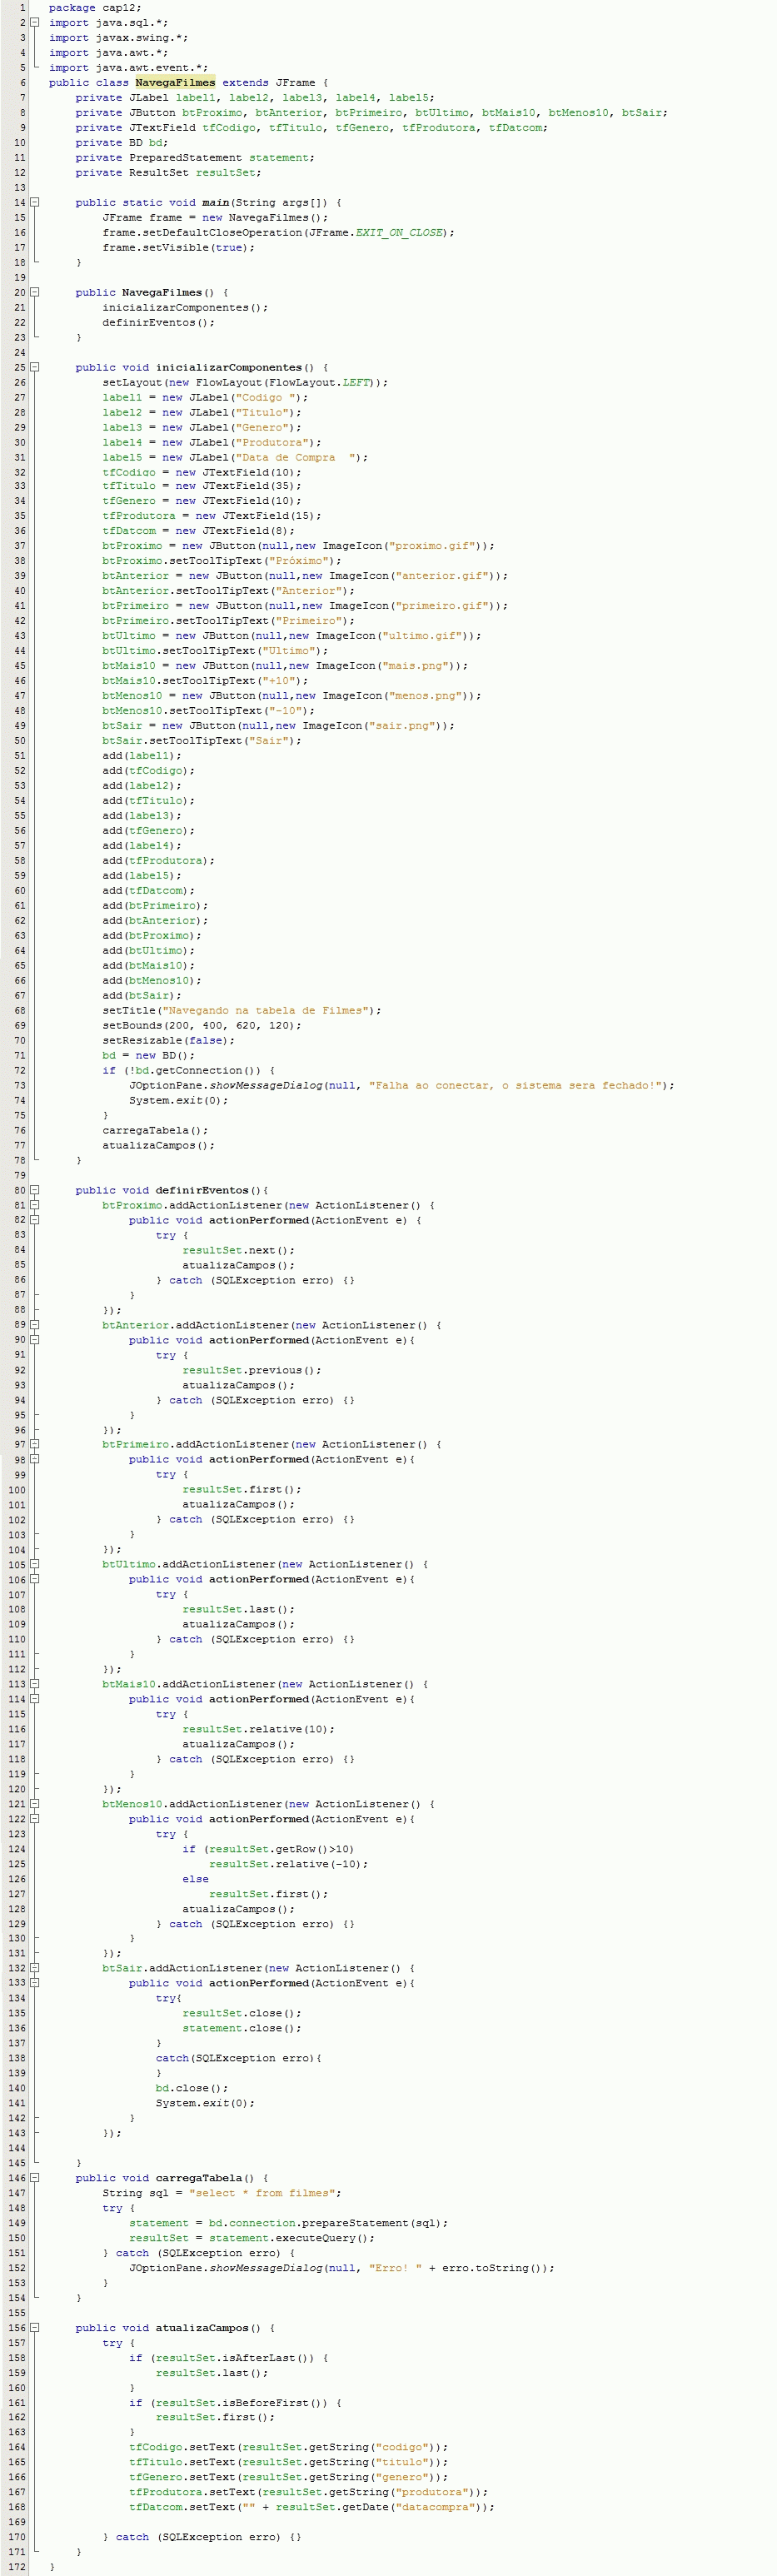 1 package cap12;
2 import java.sql.*;
3 import javax.swing.*;
4 import java.awt.*;
5 import java.awt.event.*;
6 public class NavegaFilmes extends JFrame {
7 private JLabel label1, label2, label3, label4, label5;
8 private JButton btProximo, btAnterior, btPrimeiro, btUltimo, btMais10, btMenos10, btSair;
9 private JTextField tfCodigo, tfTitulo, tfGenero, tfProdutora, tfDatcom;
10 private BD bd;
11 private PreparedStatement statement;
12 private ResultSet resultSet;
13
14 public static void main(String args[]) {
15 JFrame frame = new NavegaFilmes();
16 frame.setDefaultCloseOperation(JFrame.EXIT_ON_CLOSE);
17 frame.setVisible(true);
18 }
19
20 public NavegaFilmes() {
21 inicializarComponentes();
22 definirEventos();
23 }
24
25 public void inicializarComponentes() {
26 setLayout(new FlowLayout(FlowLayout.LEFT));
27 label1 = new JLabel("Codigo ");
28 label2 = new JLabel("Titulo");
29 label3 = new JLabel("Genero");
30 label4 = new JLabel("Produtora");
31 label5 = new JLabel("Data de Compra  ");
32 tfCodigo = new JTextField(10);
33 tfTitulo = new JTextField(35);
34 tfGenero = new JTextField(10);
35 tfProdutora = new JTextField(15);
36 tfDatcom = new JTextField(8);
37 btProximo = new JButton(null,new ImageIcon("proximo.gif"));
38 btProximo.setToolTipText("Próximo");
39 btAnterior = new JButton(null,new ImageIcon("anterior.gif"));
40 btAnterior.setToolTipText("Anterior");
41 btPrimeiro = new JButton(null,new ImageIcon("primeiro.gif"));
42 btPrimeiro.setToolTipText("Primeiro");
43 btUltimo = new JButton(null,new ImageIcon("ultimo.gif"));
44 btUltimo.setToolTipText("Ultimo");
45 btMais10 = new JButton(null,new ImageIcon("mais.png"));
46 btMais10.setToolTipText("+10");
47 btMenos10 = new JButton(null,new ImageIcon("menos.png"));
48 btMenos10.setToolTipText("-10");
49 btSair = new JButton(null,new ImageIcon("sair.png"));
50 btSair.setToolTipText("Sair");
51 add(label1);
52 add(tfCodigo);
53 add(label2);
54 add(tfTitulo);
55 add(label3);
56 add(tfGenero);
57 add(label4);
58 add(tfProdutora);
59 add(label5);
60 add(tfDatcom);
61 add(btPrimeiro);
62 add(btAnterior);
63 add(btProximo);
64 add(btUltimo);
65 add(btMais10);
66 add(btMenos10);
67 add(btSair);
68 setTitle("Navegando na tabela de Filmes");
69 setBounds(200, 400, 620, 120);
70 setResizable(false);
71 bd = new BD();
72 if (!bd.getConnection()) {
73 JOptionPane.showMessageDialog(null, "Falha ao conectar, o sistema sera fechado!");
74 System.exit(0);
75 }
76 carregaTabela();
77 atualizaCampos();
78 }
79
80 public void definirEventos(){
81 btProximo.addActionListener(new ActionListener() {
82 public void actionPerformed(ActionEvent e) {
83 try {
84 resultSet.next();
85 atualizaCampos();
86 } catch (SQLException erro) {}
87 }
88 });
89 btAnterior.addActionListener(new ActionListener() {
90 public void actionPerformed(ActionEvent e){
91 try {
92 resultSet.previous();
93 atualizaCampos();
94 } catch (SQLException erro) {}
95 }
96 });
97 btPrimeiro.addActionListener(new ActionListener() {
98 public void actionPerformed(ActionEvent e){
99 try {
100 resultSet.first();
101 atualizaCampos();
102 } catch (SQLException erro) {}
103 }
104 });
105 btUltimo.addActionListener(new ActionListener() {
106 public void actionPerformed(ActionEvent e){
107 try {
108 resultSet.last();
109 atualizaCampos();
110 } catch (SQLException erro) {}
111 }
112 });
113 btMais10.addActionListener(new ActionListener() {
114 public void actionPerformed(ActionEvent e){
115 try {
116 resultSet.relative(10);
117 atualizaCampos();
118 } catch (SQLException erro) {}
119 }
120 });
121 btMenos10.addActionListener(new ActionListener() {
122 public void actionPerformed(ActionEvent e){
123 try {
124 if (resultSet.getRow()>10)
125 resultSet.relative(-10);
126 else
127 resultSet.first();
128 atualizaCampos();
129 } catch (SQLException erro) {}
130 }
131 });
132 btSair.addActionListener(new ActionListener() {
133 public void actionPerformed(ActionEvent e){
134 try{
135 resultSet.close();
136 statement.close();
137 }
138 catch(SQLException erro){
139 }
140 bd.close();
141 System.exit(0);
142 }
143 });
144
145 }
146 public void carregaTabela() {
147 String sql = "select * from filmes";
148 try {
149 statement = bd.connection.prepareStatement(sql);
150 resultSet = statement.executeQuery();
151 } catch (SQLException erro) {
152 JOptionPane.showMessageDialog(null, "Erro! " + erro.toString());
153 }
154 }
155
156 public void atualizaCampos() {
157 try {
158 if (resultSet.isAfterLast()) {
159 resultSet.last();
160 }
161 if (resultSet.isBeforeFirst()) {
162 resultSet.first();
163 }
164 tfCodigo.setText(resultSet.getString("codigo"));
165 tfTitulo.setText(resultSet.getString("titulo"));
166 tfGenero.setText(resultSet.getString("genero"));
167 tfProdutora.setText(resultSet.getString("produtora"));
168 tfDatcom.setText("" + resultSet.getDate("datacompra"));
169
170 } catch (SQLException erro) {}
171 }
172 }